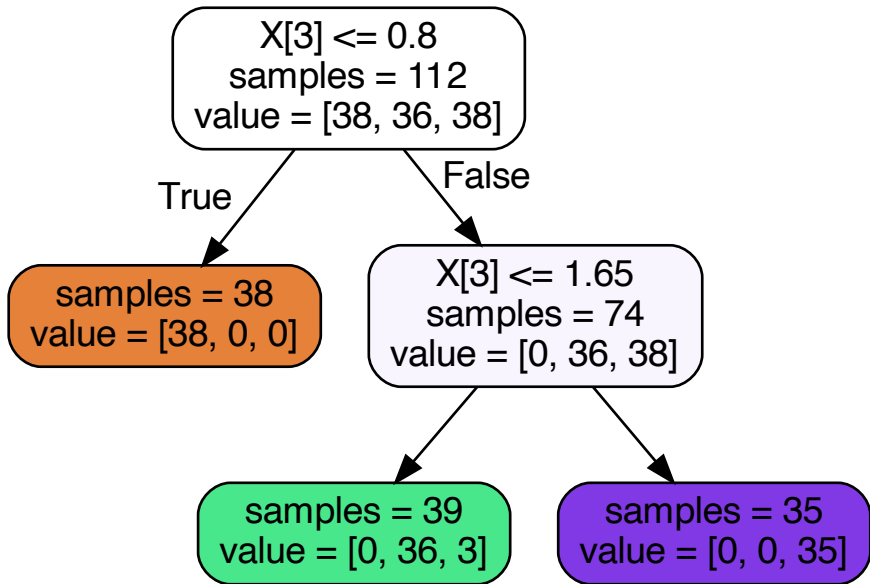 X[3] <= 0.8
samples = 112
value = [38, 36, 38]
True
False
samples = 38
value = [38, 0, 0]
X[3] <= 1.65
samples = 74
value = [0, 36, 38]
samples = 39
value = [0, 36, 3]
samples = 35
value = [0, 0, 35]